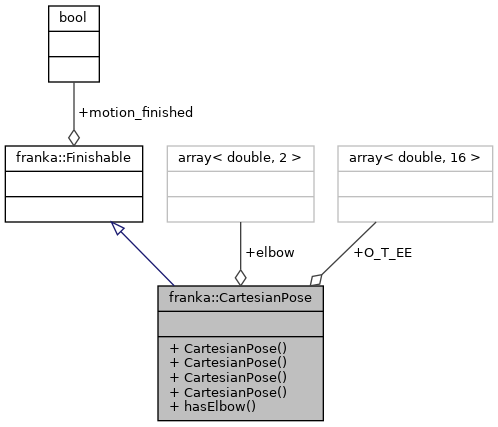 bool
+motion_finished
franka::Finishable
array< double, 2 >
array< double, 16 >
+elbow
+O_T_EE
franka::CartesianPose
+ CartesianPose()
+ CartesianPose()
+ CartesianPose()
+ CartesianPose()
+ hasElbow()